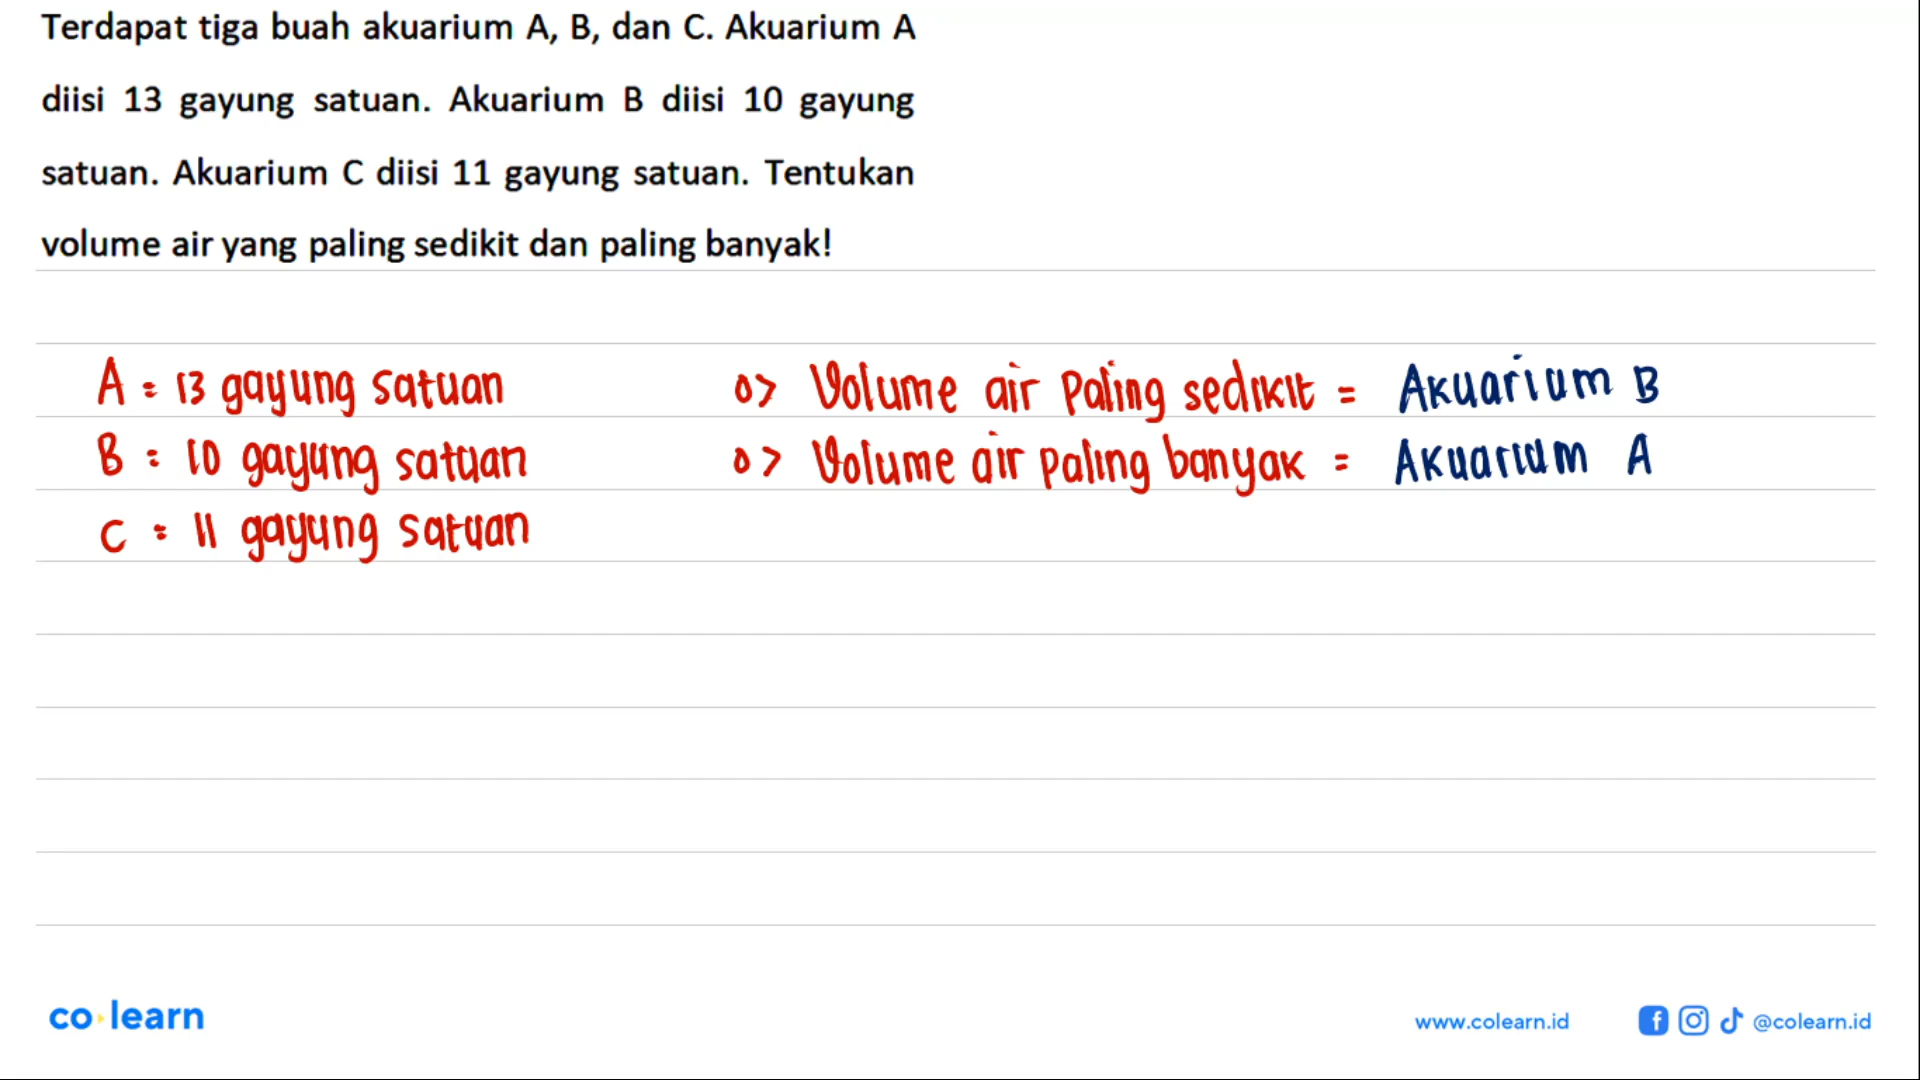 Terdapat tiga buah akuarium A, B, dan C. Akuarium A
diisi 13 gayung satuan. Akuarium B diisi 10 gayung
satuan. Akuarium C diisi 11 gayung satuan. Tentukan
volume air yang paling sedikit dan paling banyak!
A = 13 gayung satuan
B = 10 gayung satuan
C = 11 gayung satuan
o> Volume air Paling sedikit = Akuarium B
o> Volume air paling banyak = Akuarium A
co learn
www.colearn.id
@colearn.id